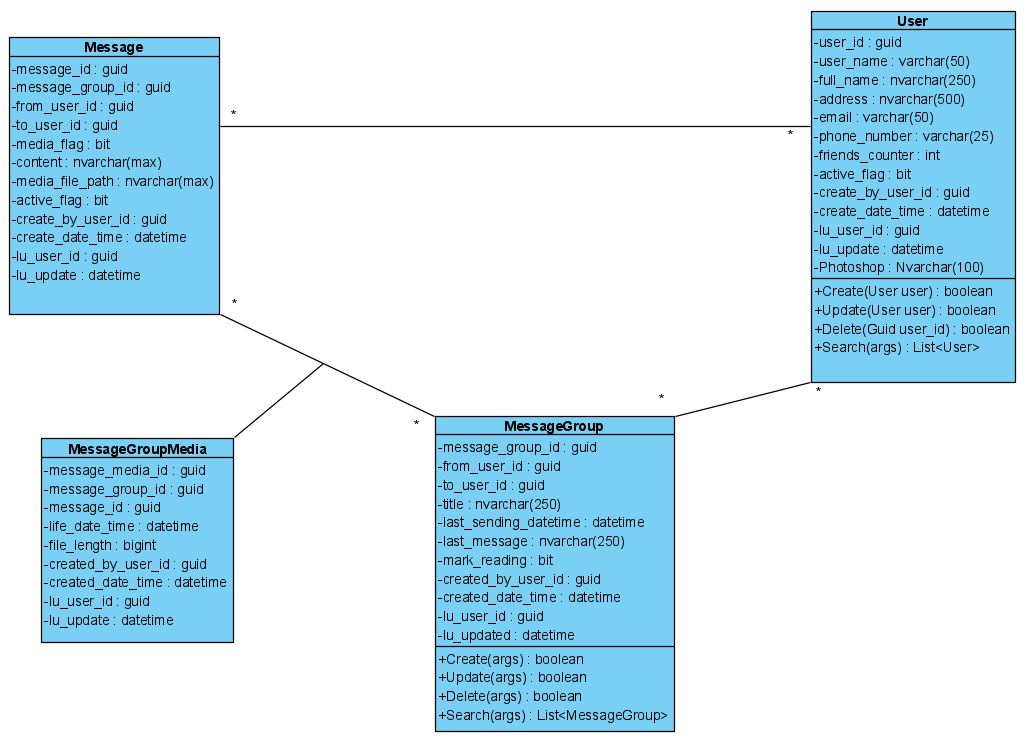 Message
-message_id : guid
-message_group_id : guid
-from_user_id : guid
-to_user_id : guid
-media_flag : bit
-content : nvarchar(max)
-media_file_path : nvarchar(max)
-active_flag : bit
-create_by_user_id : guid
-create_date_time : datetime
-lu_user_id : guid
-lu_update : datetime
*
*
User
-user_id : guid
-user_name : varchar(50)
-full_name : nvarchar(250)
-address : nvarchar(500)
-email : varchar(50)
-phone_number : varchar(25)
-friends_counter : int
-active_flag : bit
-create_by_user_id : guid
-create_date_time : datetime
-lu_user_id : guid
-lu_update : datetime
-Photoshop : Nvarchar(100)
+Create(User user) : boolean
+Update(User user) : boolean
+Delete(Guid user_id) : boolean
+Search(args) : List<User>
*
*
*
*
MessageGroupMedia
-message_media_id : guid
-message_group_id : guid
-message_id : guid
-life_date_time : datetime
-file_length : bigint
-created_by_user_id : guid
-created_date_time : datetime
-lu_user_id : guid
-lu_update : datetime
MessageGroup
-message_group_id : guid
-from_user_id : guid
-to_user_id : guid
-title : nvarchar(250)
-last_sending_datetime : datetime
-last_message : nvarchar(250)
-mark_reading : bit
-created_by_user_id : guid
-created_date_time : datetime
-lu_user_id : guid
-lu_updated : datetime
+Create(args) : boolean
+Update(args) : boolean
+Delete(args) : boolean
+Search(args) : List<MessageGroup>